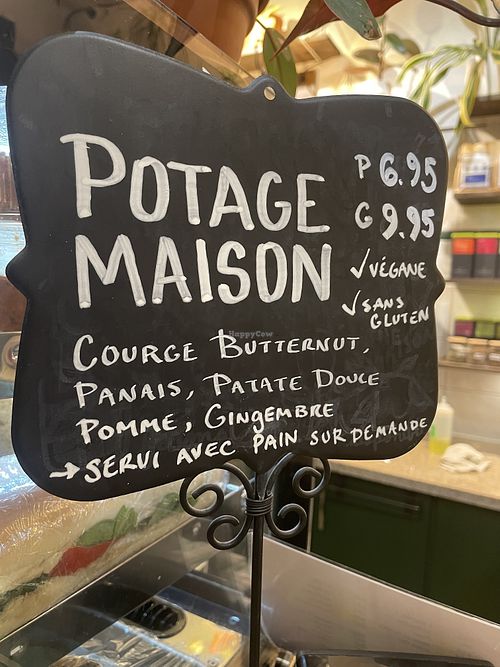 POTAGE
MAISON
P 6.95
G 9.95
✓ VÉGANE
✓ SANS
GLUTEN
COURGE BUTTERNUT,
PANAIS, PATATE DOUCE
POMME, GINGEMBRE
→ SERVI AVEC PAIN SUR DEMANDE
HappyCow